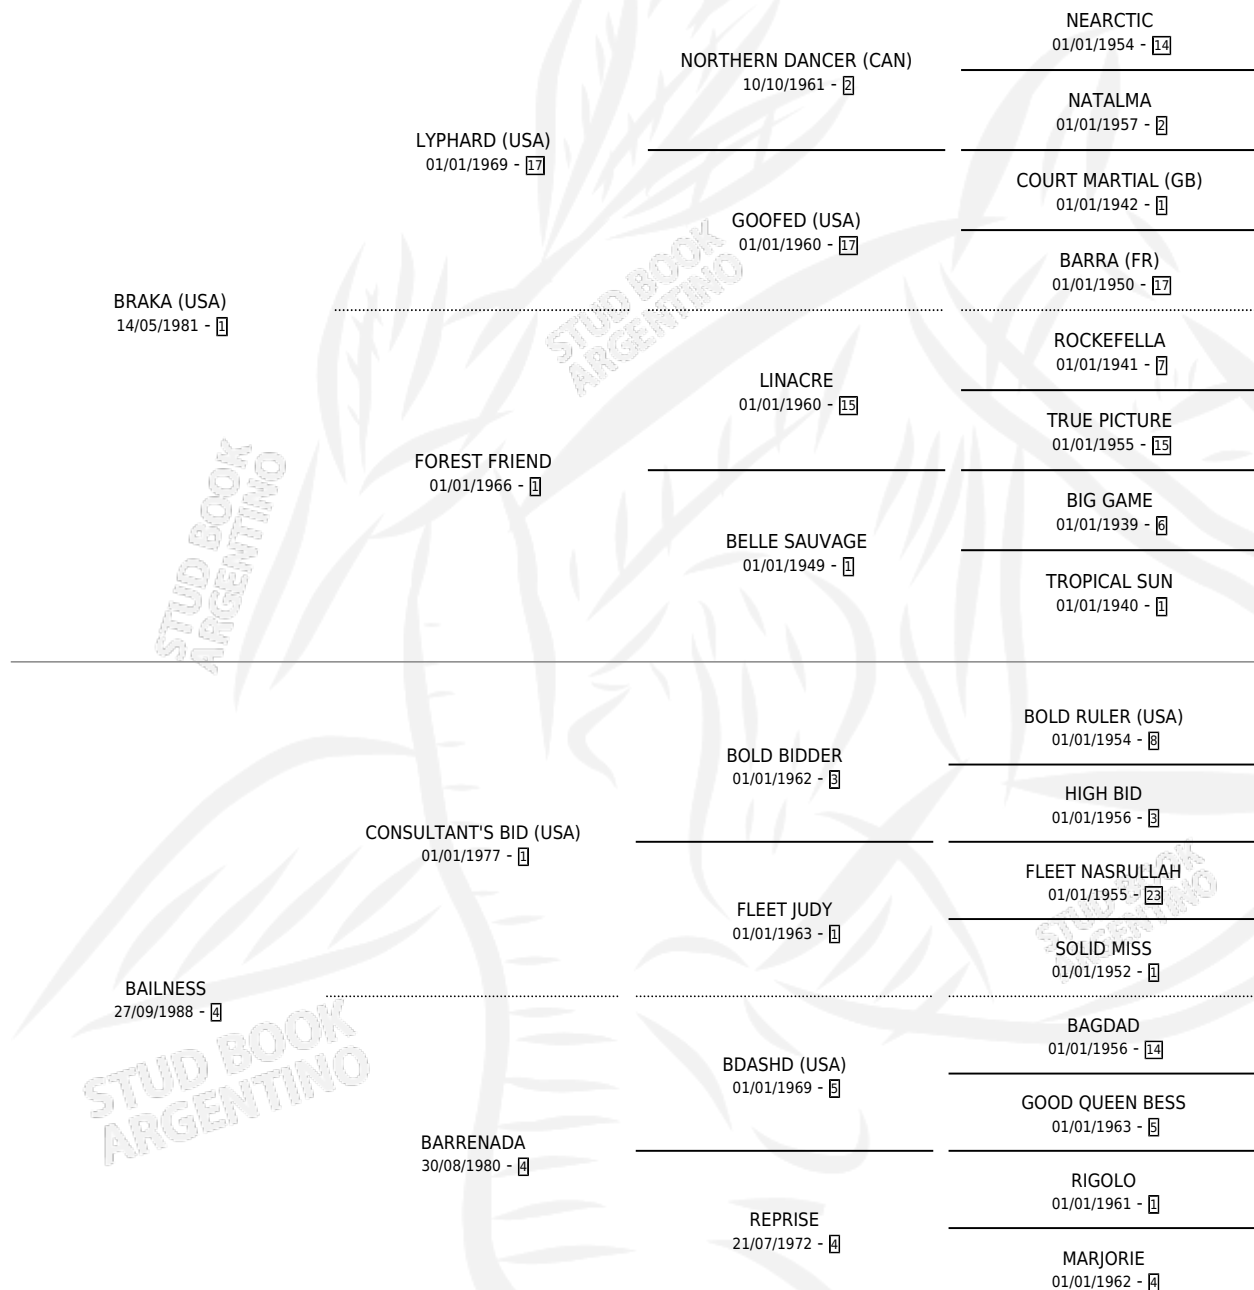 NEARCTIC
01/01/1954 - 14
NORTHERN DANCER (CAN)
10/10/1961 - 2
NATALMA
01/01/1957 - 2
LYPHARD (USA)
01/01/1969 - 17
COURT MARTIAL (GB)
01/01/1942 - 1
GOOFED (USA)
01/01/1960 - 17
BARRA (FR)
01/01/1950 - 17
BRAKA (USA)
14/05/1981 - 1
STUD BOOK
ARGENTINO
ROCKEFELLA
01/01/1941 - 7
LINACRE
01/01/1960 - 15
TRUE PICTURE
01/01/1955 - 15
FOREST FRIEND
01/01/1966 - 1
BIG GAME
01/01/1939 - 6
BELLE SAUVAGE
01/01/1949 - 1
TROPICAL SUN
01/01/1940 - 1
STUD BOOK
ARGENTINO
BOLD RULER (USA)
01/01/1954 - 8
BOLD BIDDER
01/01/1962 - 3
HIGH BID
01/01/1956 - 3
CONSULTANT'S BID (USA)
01/01/1977 - 1
FLEET NASRULLAH
01/01/1955 - 23
FLEET JUDY
01/01/1963 - 1
SOLID MISS
01/01/1952 - 1
STUD BOOK
ARGENTINO
BAILNESS
27/09/1988 - 4
BAGDAD
01/01/1956 - 14
BDASHD (USA)
01/01/1969 - 5
GOOD QUEEN BESS
01/01/1963 - 5
STUD BOOK
ARGENTINO
BARRENADA
30/08/1980 - 4
RIGOLO
01/01/1961 - 1
REPRISE
21/07/1972 - 4
MARJORIE
01/01/1962 - 4